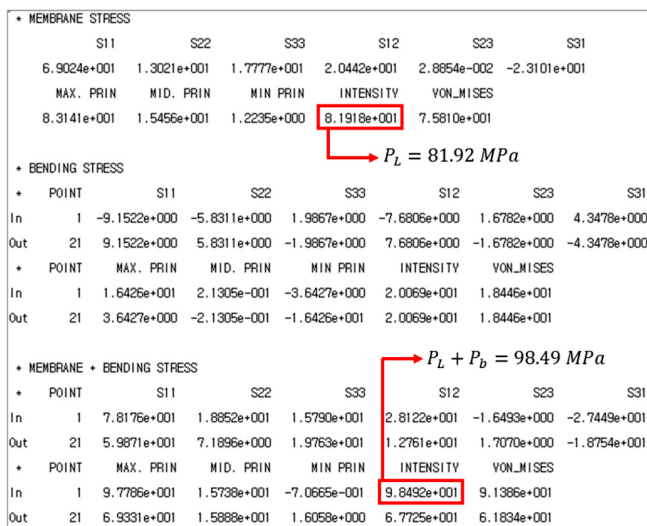 * MEMBRANE STRESS
S11 S22 S33 S12 S23 S31
6.9024e+001 1.3021e+001 1.7777e+001 2.0442e+001 2.8854e-002 -2.3101e+001
MAX. PRIN MID. PRIN MIN PRIN INTENSITY VON_MISES
8.3141e+001 1.5456e+001 1.2235e+000 8.1918e+001 7.5810e+001
P_L = 81.92 MPa
* BENDING STRESS
* POINT S11 S22 S33 S12 S23 S31
In 1 -9.1522e+000 -5.8311e+000 1.9867e+000 -7.6806e+000 1.6782e+000 4.3478e+000
Out 21 9.1522e+000 5.8311e+000 -1.9867e+000 7.6806e+000 -1.6782e+000 -4.3478e+000
* POINT MAX. PRIN MID. PRIN MIN PRIN INTENSITY VON_MISES
In 1 1.6426e+001 2.1305e-001 -3.6427e+000 2.0069e+001 1.8446e+001
Out 21 3.6427e+000 -2.1305e-001 -1.6426e+001 2.0069e+001 1.8446e+001
P_L + P_b = 98.49 MPa
* MEMBRANE + BENDING STRESS
* POINT S11 S22 S33 S12 S23 S31
In 1 7.8176e+001 1.8852e+001 1.5790e+001 2.8122e+001 -1.6493e+000 -2.7449e+001
Out 21 5.9871e+001 7.1896e+000 1.9763e+001 1.2761e+001 1.7070e+000 -1.8754e+001
* POINT MAX. PRIN MID. PRIN MIN PRIN INTENSITY VON_MISES
In 1 9.7786e+001 1.5738e+001 -7.0665e-001 9.8492e+001 9.1386e+001
Out 21 6.9331e+001 1.5888e+001 1.6058e+000 6.7725e+001 6.1834e+001